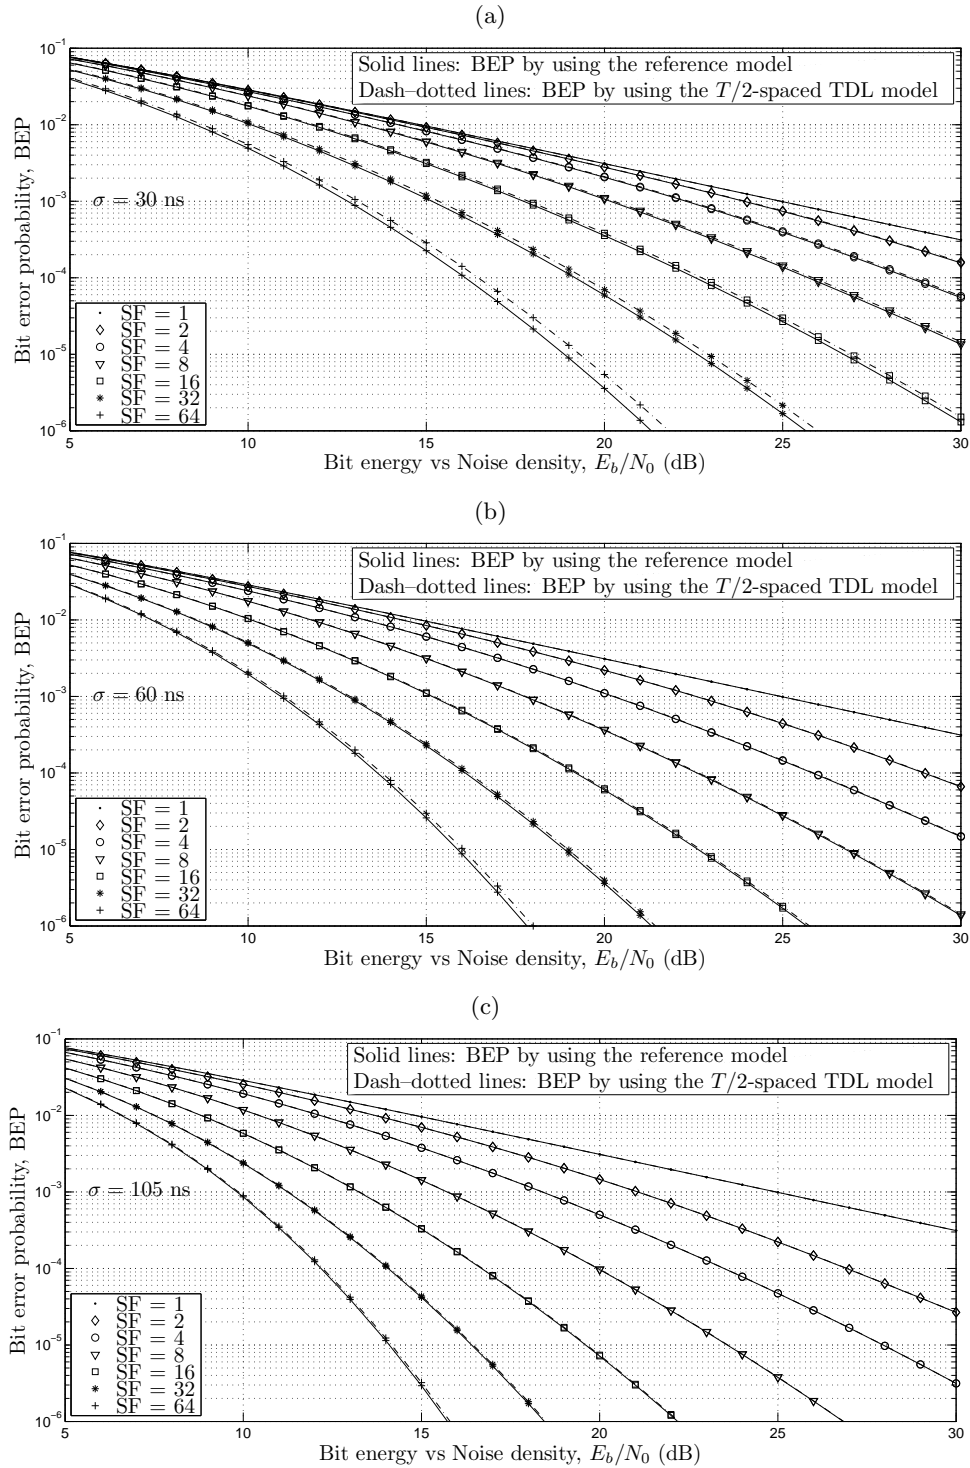 (a)
10⁻¹
10⁻²
10⁻³
10⁻⁴
10⁻⁵
10⁻⁶
Bit error probability, BEP
Solid lines: BEP by using the reference model
Dash–dotted lines: BEP by using the T/2-spaced TDL model
σ = 30 ns
SF = 1
SF = 2
SF = 4
SF = 8
SF = 16
SF = 32
SF = 64
5 10 15 20 25 30
Bit energy vs Noise density, E_b/N_0 (dB)
(b)
10⁻¹
10⁻²
10⁻³
10⁻⁴
10⁻⁵
10⁻⁶
Bit error probability, BEP
Solid lines: BEP by using the reference model
Dash–dotted lines: BEP by using the T/2-spaced TDL model
σ = 60 ns
SF = 1
SF = 2
SF = 4
SF = 8
SF = 16
SF = 32
SF = 64
5 10 15 20 25 30
Bit energy vs Noise density, E_b/N_0 (dB)
(c)
10⁻¹
10⁻²
10⁻³
10⁻⁴
10⁻⁵
10⁻⁶
Bit error probability, BEP
Solid lines: BEP by using the reference model
Dash–dotted lines: BEP by using the T/2-spaced TDL model
σ = 105 ns
SF = 1
SF = 2
SF = 4
SF = 8
SF = 16
SF = 32
SF = 64
5 10 15 20 25 30
Bit energy vs Noise density, E_b/N_0 (dB)